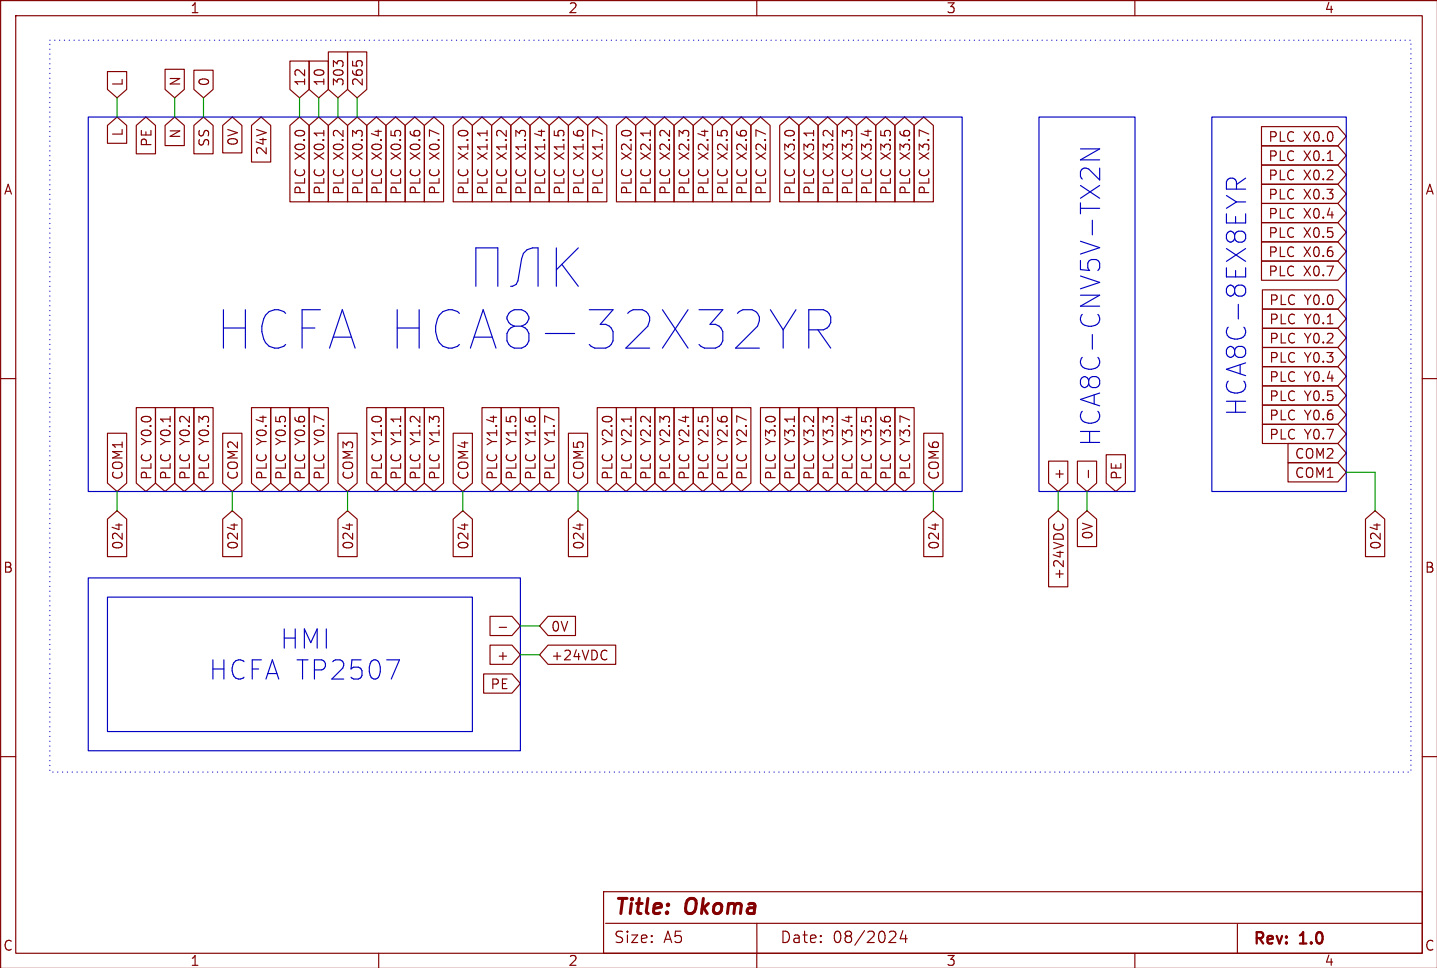 1 2 3 4
L N 0 12 10 303 265
L PE N SS 0V 24V PLC X0.0 PLC X0.1 PLC X0.2 PLC X0.3 PLC X0.4 PLC X0.5 PLC X0.6 PLC X0.7 PLC X1.0 PLC X1.1 PLC X1.2 PLC X1.3 PLC X1.4 PLC X1.5 PLC X1.6 PLC X1.7 PLC X2.0 PLC X2.1 PLC X2.2 PLC X2.3 PLC X2.4 PLC X2.5 PLC X2.6 PLC X2.7 PLC X3.0 PLC X3.1 PLC X3.2 PLC X3.3 PLC X3.4 PLC X3.5 PLC X3.6 PLC X3.7
A A
ПЛК
HCFA HCA8-32X32YR
COM1 PLC Y0.0 PLC Y0.1 PLC Y0.2 PLC Y0.3 COM2 PLC Y0.4 PLC Y0.5 PLC Y0.6 PLC Y0.7 COM3 PLC Y1.0 PLC Y1.1 PLC Y1.2 PLC Y1.3 COM4 PLC Y1.4 PLC Y1.5 PLC Y1.6 PLC Y1.7 COM5 PLC Y2.0 PLC Y2.1 PLC Y2.2 PLC Y2.3 PLC Y2.4 PLC Y2.5 PLC Y2.6 PLC Y2.7 PLC Y3.0 PLC Y3.1 PLC Y3.2 PLC Y3.3 PLC Y3.4 PLC Y3.5 PLC Y3.6 PLC Y3.7 COM6
024 024 024 024 024 024
HCA8C-CNV5V-TX2N
+ - PE
+24VDC 0V
HCA8C-8EX8EYR
PLC X0.0
PLC X0.1
PLC X0.2
PLC X0.3
PLC X0.4
PLC X0.5
PLC X0.6
PLC X0.7
PLC Y0.0
PLC Y0.1
PLC Y0.2
PLC Y0.3
PLC Y0.4
PLC Y0.5
PLC Y0.6
PLC Y0.7
COM2
COM1
024
B B
HMI
HCFA TP2507
- 0V
+ +24VDC
PE
Title: Okoma
Size: A5 Date: 08/2024 Rev: 1.0
C C
1 2 3 4